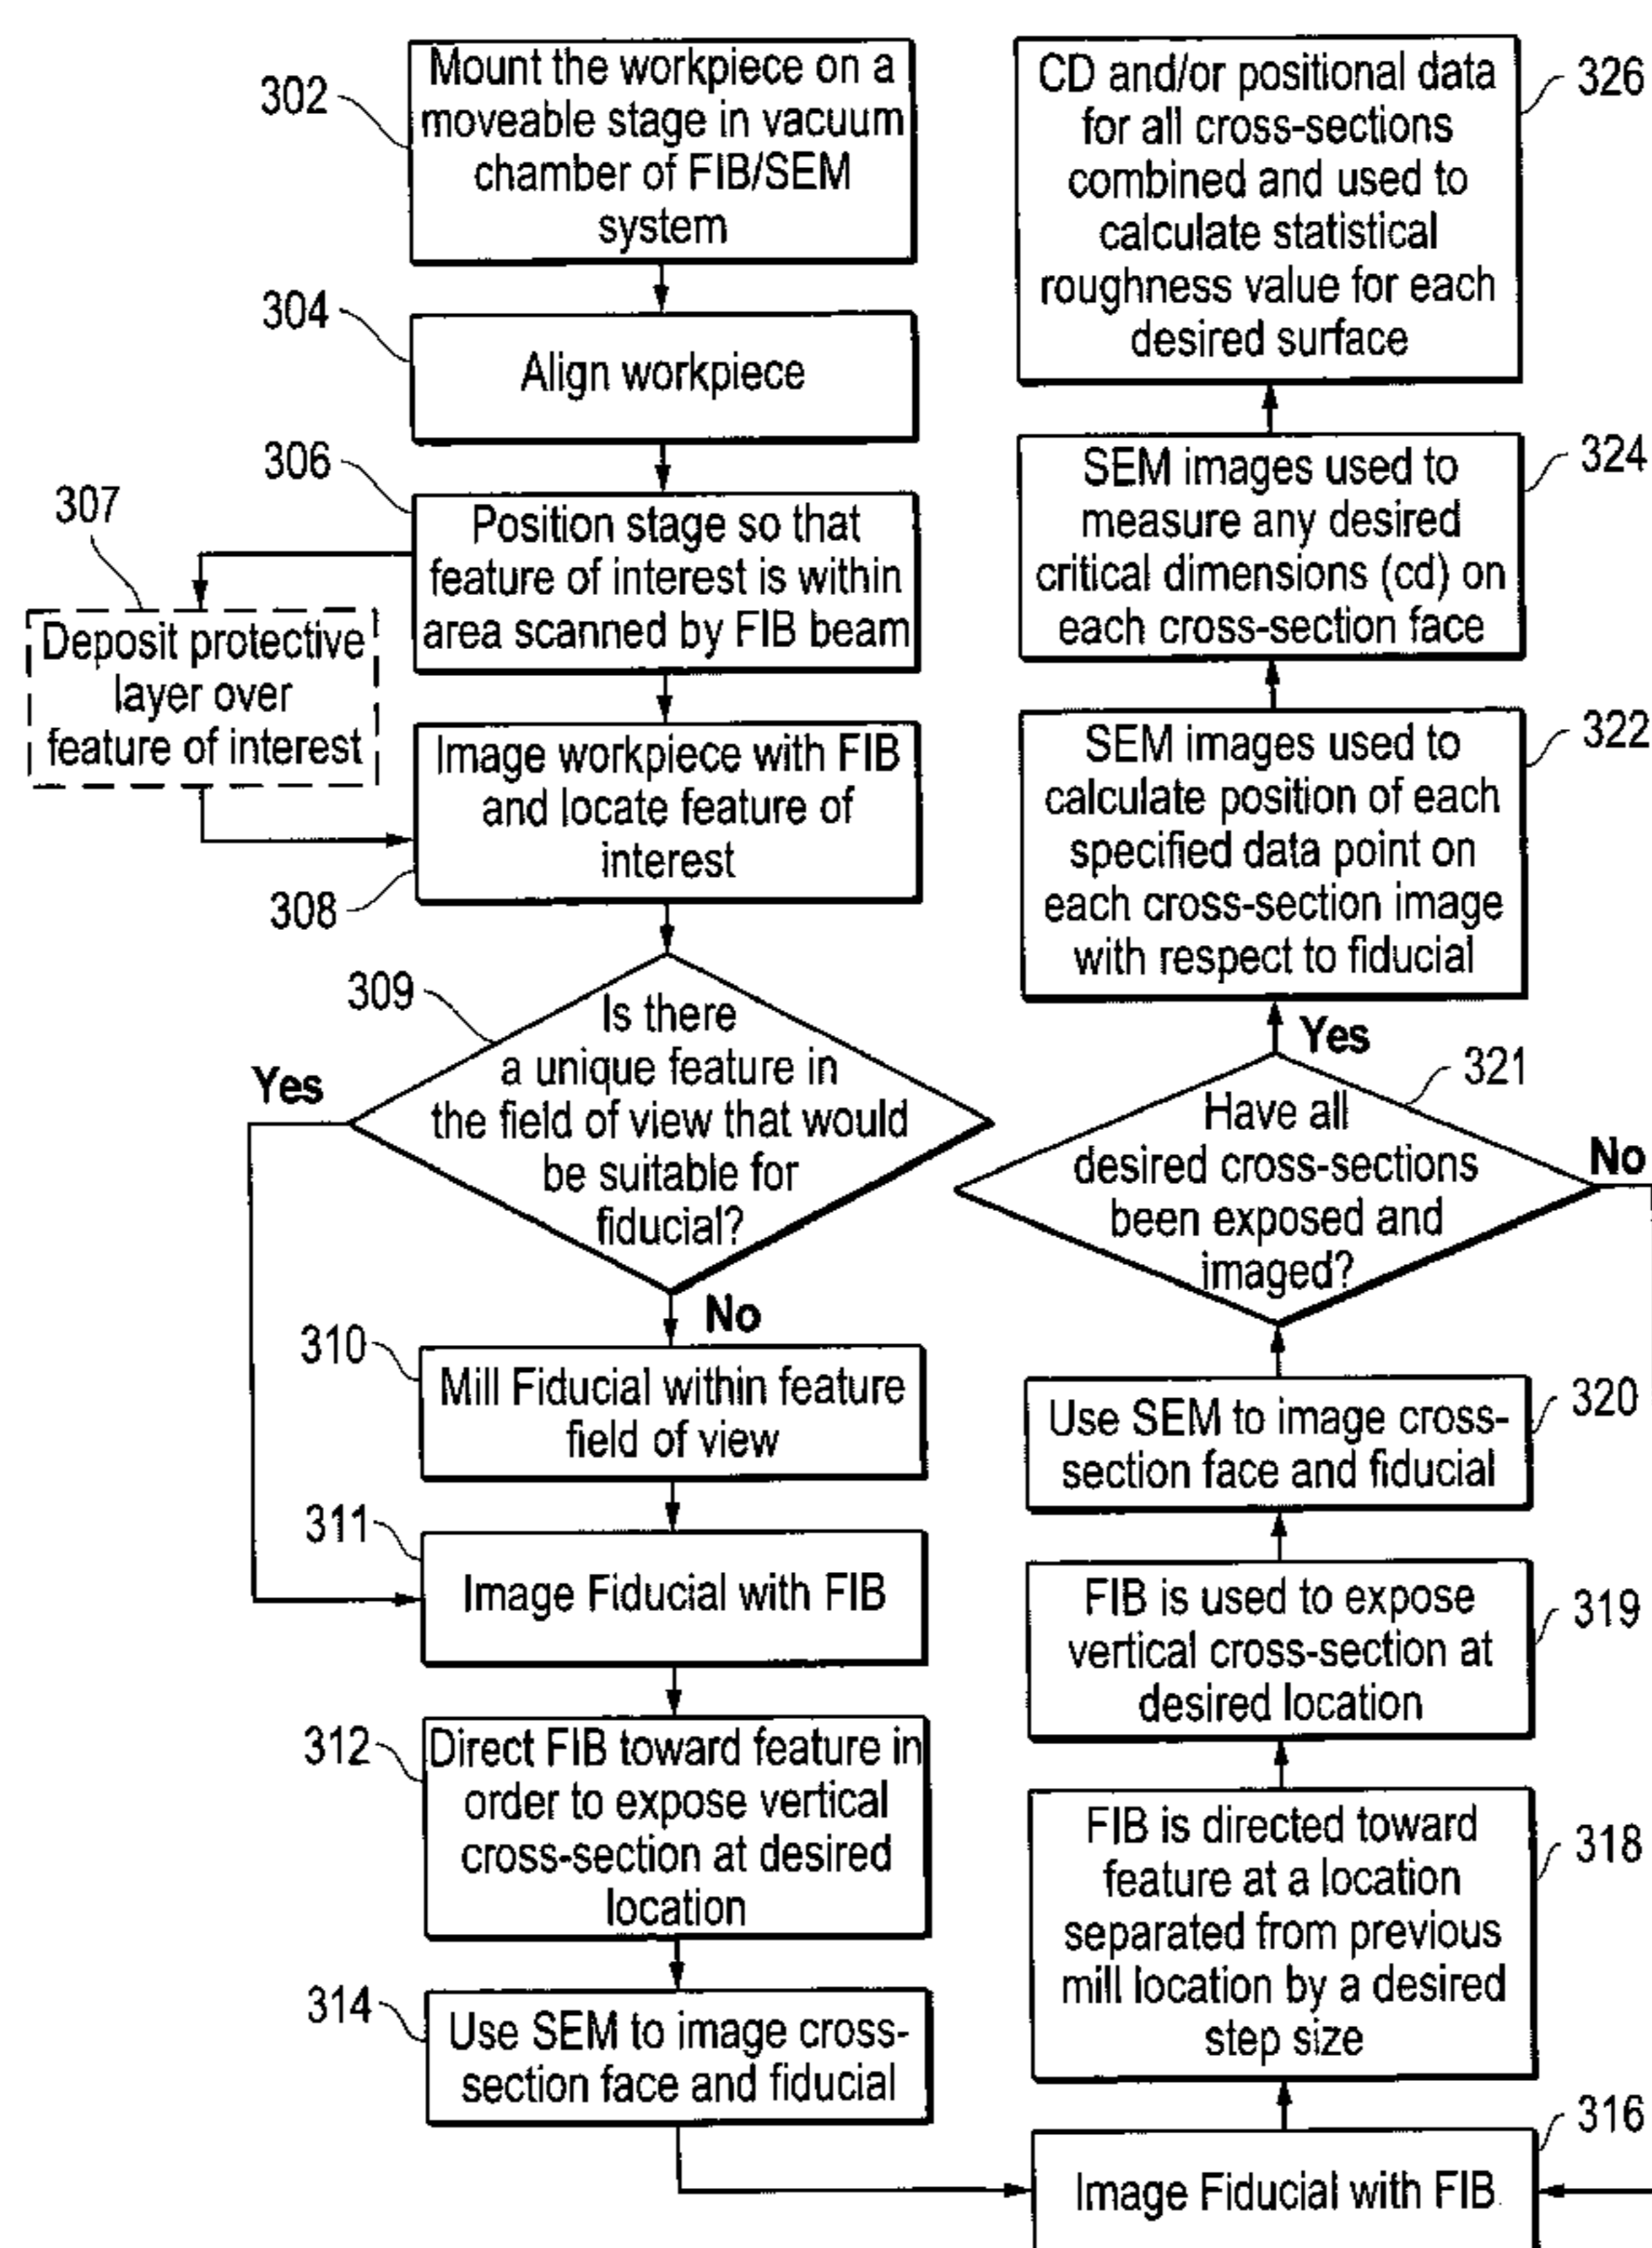 302
Mount the workpiece on a
moveable stage in vacuum
chamber of FIB/SEM
system
304
Align workpiece
306
Position stage so that
feature of interest is within
area scanned by FIB beam
307
Deposit protective
layer over
feature of interest
Image workpiece with FIB
and locate feature of
interest
308
309
Is there
a unique feature in
the field of view that would
be suitable for
fiducial?
Yes
No
310
Mill Fiducial within feature
field of view
311
Image Fiducial with FIB
312
Direct FIB toward feature in
order to expose vertical
cross-section at desired
location
314
Use SEM to image cross-
section face and fiducial
316
Image Fiducial with FIB
318
FIB is directed toward
feature at a location
separated from previous
mill location by a desired
step size
319
FIB is used to expose
vertical cross-section at
desired location
320
Use SEM to image cross-
section face and fiducial
321
Have all
desired cross-sections
been exposed and
imaged?
No
Yes
322
SEM images used to
calculate position of each
specified data point on
each cross-section image
with respect to fiducial
324
SEM images used to
measure any desired
critical dimensions (cd) on
each cross-section face
326
CD and/or positional data
for all cross-sections
combined and used to
calculate statistical
roughness value for each
desired surface